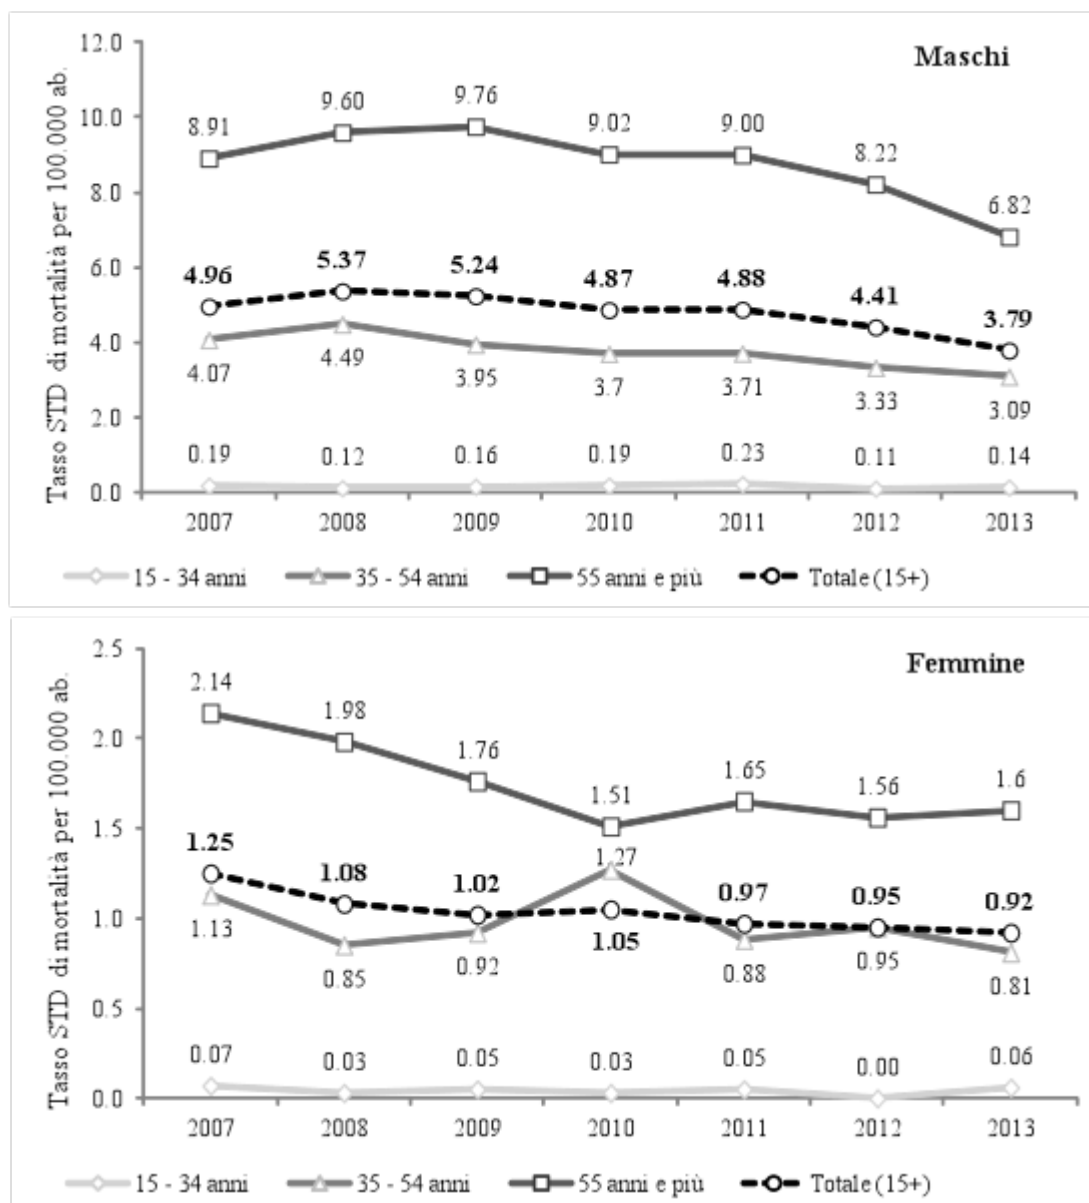 Maschi
Tasso STD di mortalità per 100.000 ab.
12.0
10.0
8.0
6.0
4.0
2.0
0.0
8.91 9.60 9.76 9.02 9.00 8.22 6.82
4.96 5.37 5.24 4.87 4.88 4.41 3.79
4.07 4.49 3.95 3.7 3.71 3.33 3.09
0.19 0.12 0.16 0.19 0.23 0.11 0.14
2007 2008 2009 2010 2011 2012 2013
15 - 34 anni 35 - 54 anni 55 anni e più Totale (15+)
Femmine
Tasso STD di mortalità per 100.000 ab.
2.5
2.0
1.5
1.0
0.5
0.0
2.14 1.98 1.76 1.51 1.65 1.56 1.6
1.25 1.08 1.02 1.05 0.97 0.95 0.92
1.13 0.85 0.92 1.27 0.88 0.95 0.81
0.07 0.03 0.05 0.03 0.05 0.00 0.06
2007 2008 2009 2010 2011 2012 2013
15 - 34 anni 35 - 54 anni 55 anni e più Totale (15+)